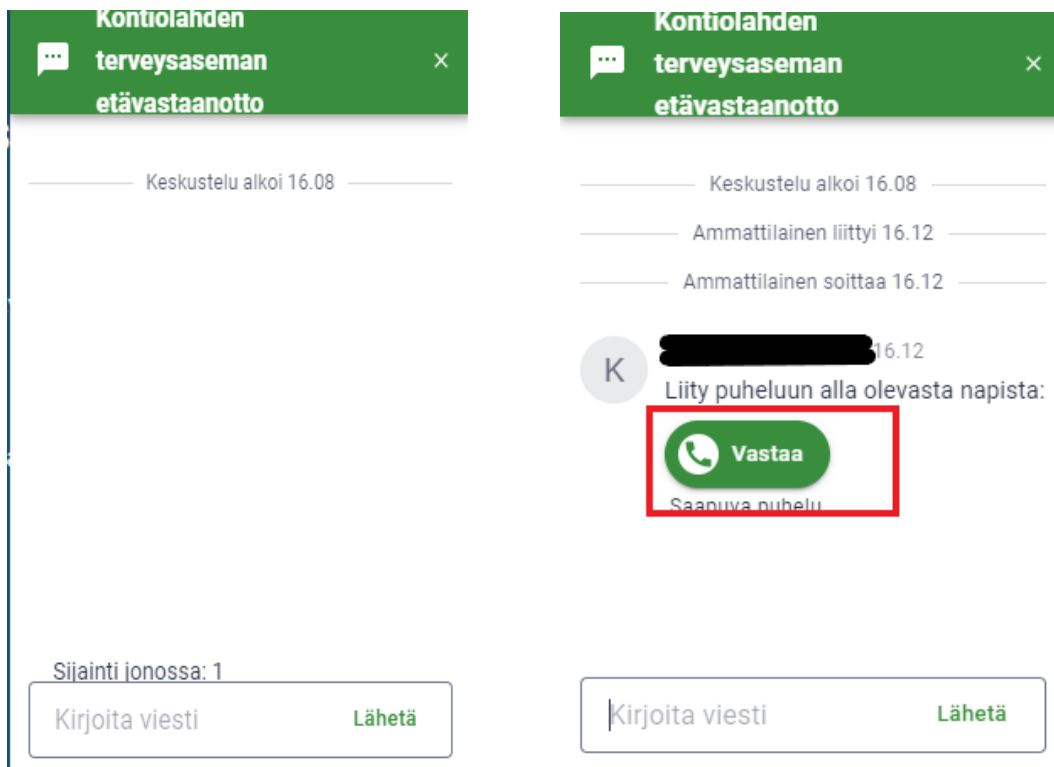 Kontiolahden
terveysaseman
etävastaanotto
×
Keskustelu alkoi 16.08
Sijainti jonossa: 1
Kirjoita viesti
Lähetä
Kontiolahden
terveysaseman
etävastaanotto
×
Keskustelu alkoi 16.08
Ammattilainen liittyi 16.12
Ammattilainen soittaa 16.12
K
16.12
Liity puheluun alla olevasta napista:
Vastaa
Saapuva puhelu
Kirjoita viesti
Lähetä